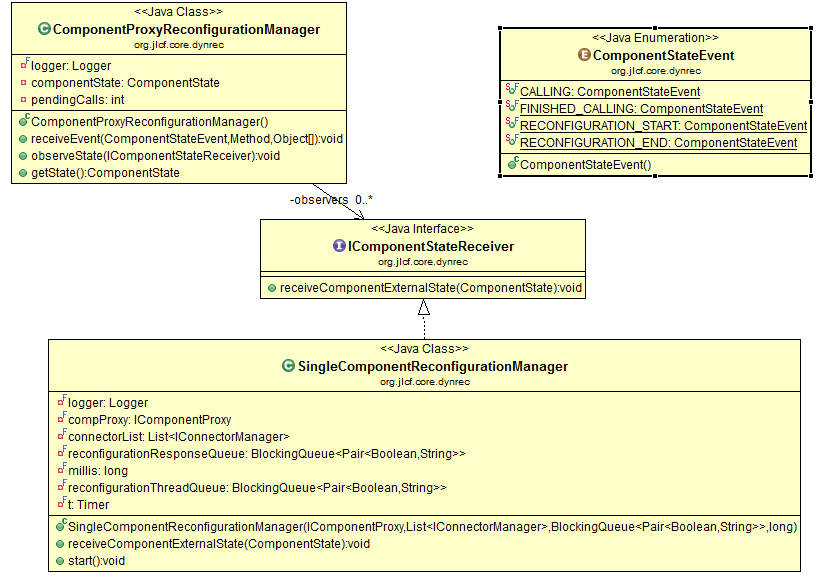 <<Java Class>>
ComponentProxyReconfigurationManager
org.jlcf.core.dynrec
logger: Logger
componentState: ComponentState
pendingCalls: int
ComponentProxyReconfigurationManager()
receiveEvent(ComponentStateEvent,Method,Object[]):void
observeState(IComponentStateReceiver):void
getState():ComponentState
<<Java Enumeration>>
ComponentStateEvent
org.jlcf.core.dynrec
CALLING: ComponentStateEvent
FINISHED_CALLING: ComponentStateEvent
RECONFIGURATION_START: ComponentStateEvent
RECONFIGURATION_END: ComponentStateEvent
ComponentStateEvent()
-observers 0..*
<<Java Interface>>
IComponentStateReceiver
org.jlcf.core.dynrec
receiveComponentExternalState(ComponentState):void
<<Java Class>>
SingleComponentReconfigurationManager
org.jlcf.core.dynrec
logger: Logger
compProxy: IComponentProxy
connectorList: List<IConnectorManager>
reconfigurationResponseQueue: BlockingQueue<Pair<Boolean,String>>
millis: long
reconfigurationThreadQueue: BlockingQueue<Pair<Boolean,String>>
t: Timer
SingleComponentReconfigurationManager(IComponentProxy,List<IConnectorManager>,BlockingQueue<Pair<Boolean,String>>,long)
receiveComponentExternalState(ComponentState):void
start():void